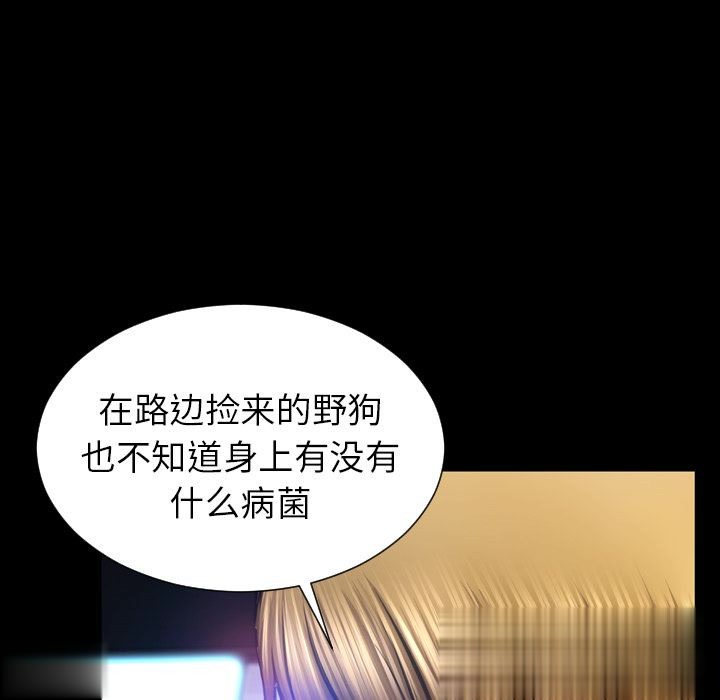 在路边捡来的野狗
也不知道身上有没有
什么病菌